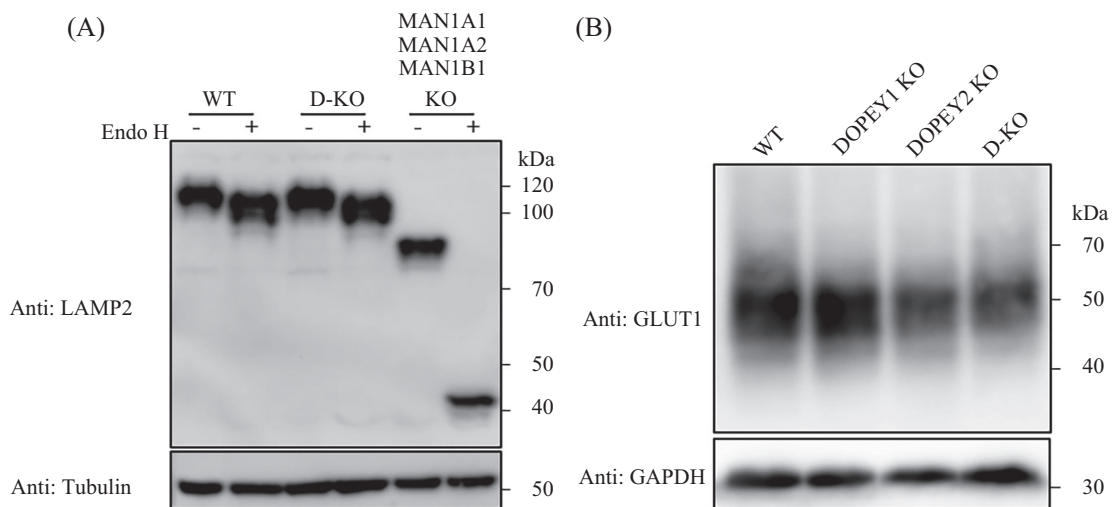 (A)
MAN1A1
MAN1A2
MAN1B1
WT D-KO KO
Endo H - + - + - +
kDa
120
100
70
50
40
Anti: LAMP2
Anti: Tubulin
50
(B)
WT
DOPEY1 KO
DOPEY2 KO
D-KO
kDa
70
50
40
Anti: GLUT1
Anti: GAPDH
30